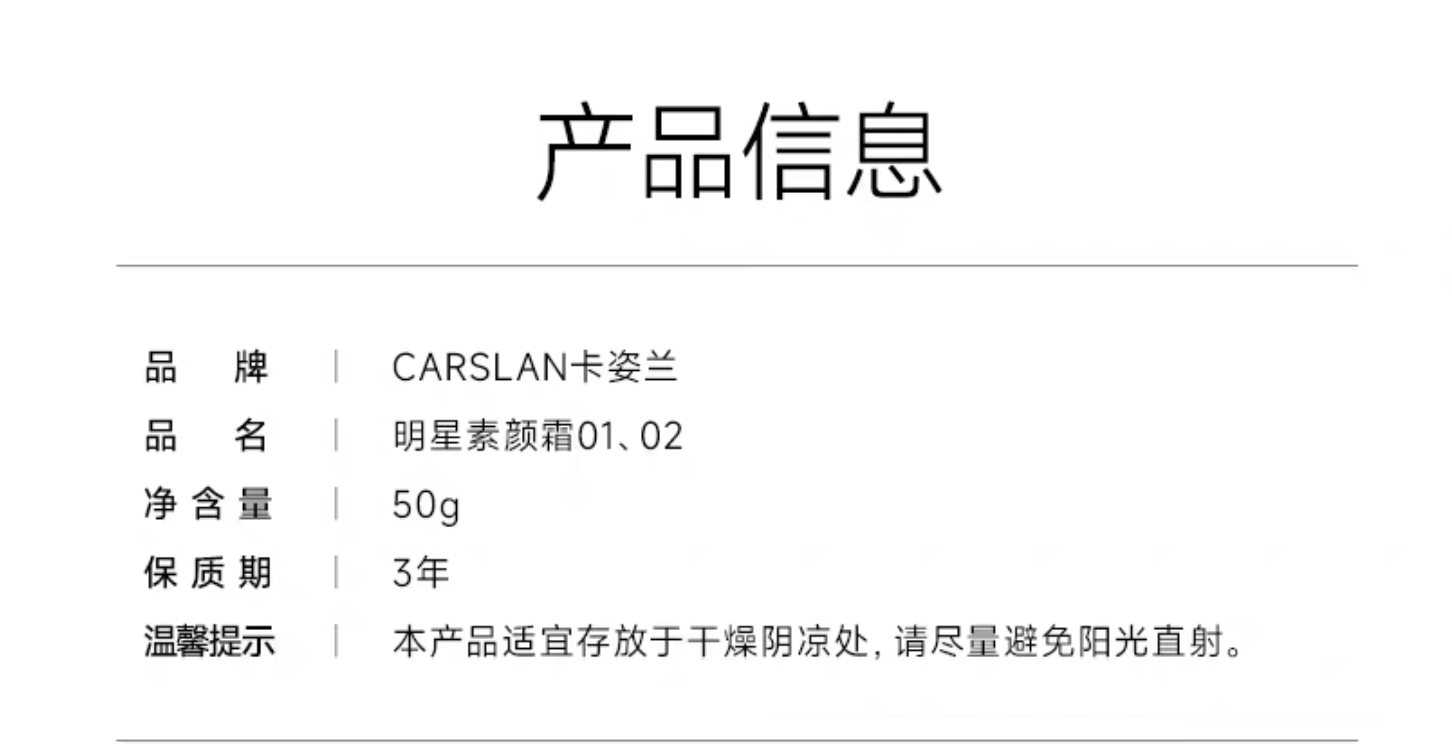 产品信息
品牌 | CARSLAN卡姿兰
品名 | 明星素颜霜01、02
净含量 | 50g
保质期 | 3年
温馨提示 | 本产品适宜存放于干燥阴凉处,请尽量避免阳光直射。